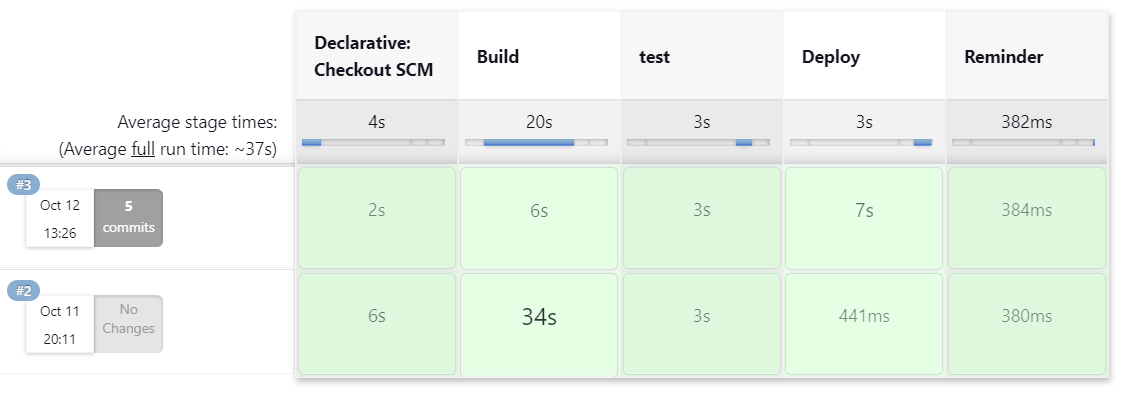 Declarative:
Checkout SCM
Build
test
Deploy
Reminder
Average stage times:
(Average full run time: ~37s)
4s
20s
3s
3s
382ms
#3
Oct 12
13:26
5
commits
2s
6s
3s
7s
384ms
#2
Oct 11
20:11
No
Changes
6s
34s
3s
441ms
380ms